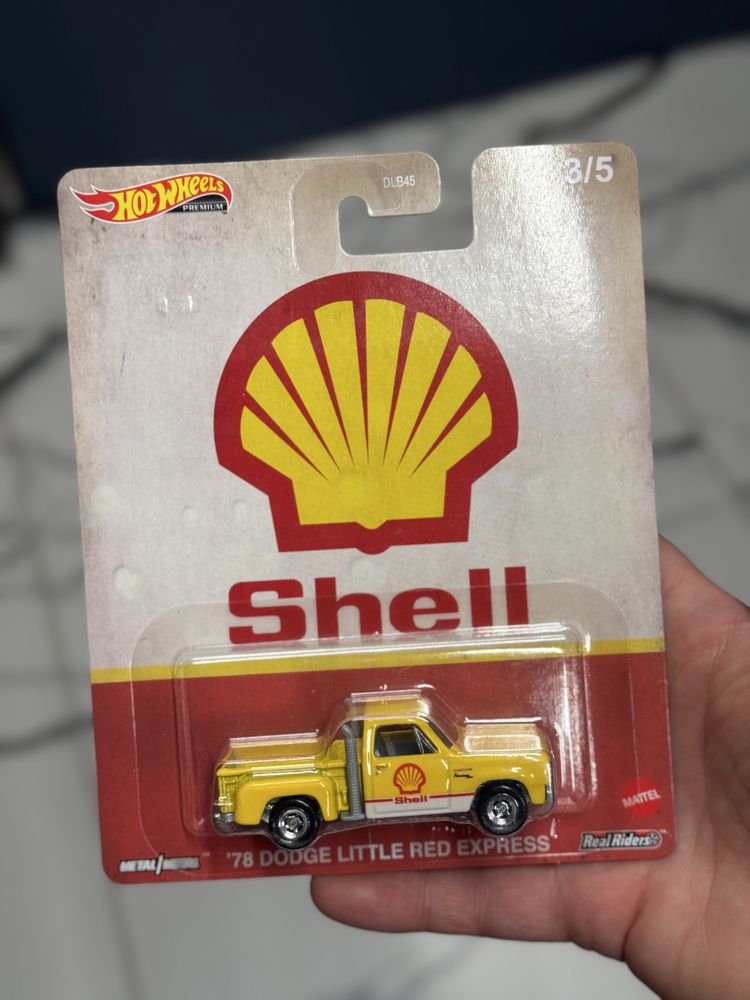 HOT WHEELS
PREMIUM
DLB45
3/5
Shell
Shell
MATTEL
METAL/METAL
'78 DODGE LITTLE RED EXPRESS
Real Riders